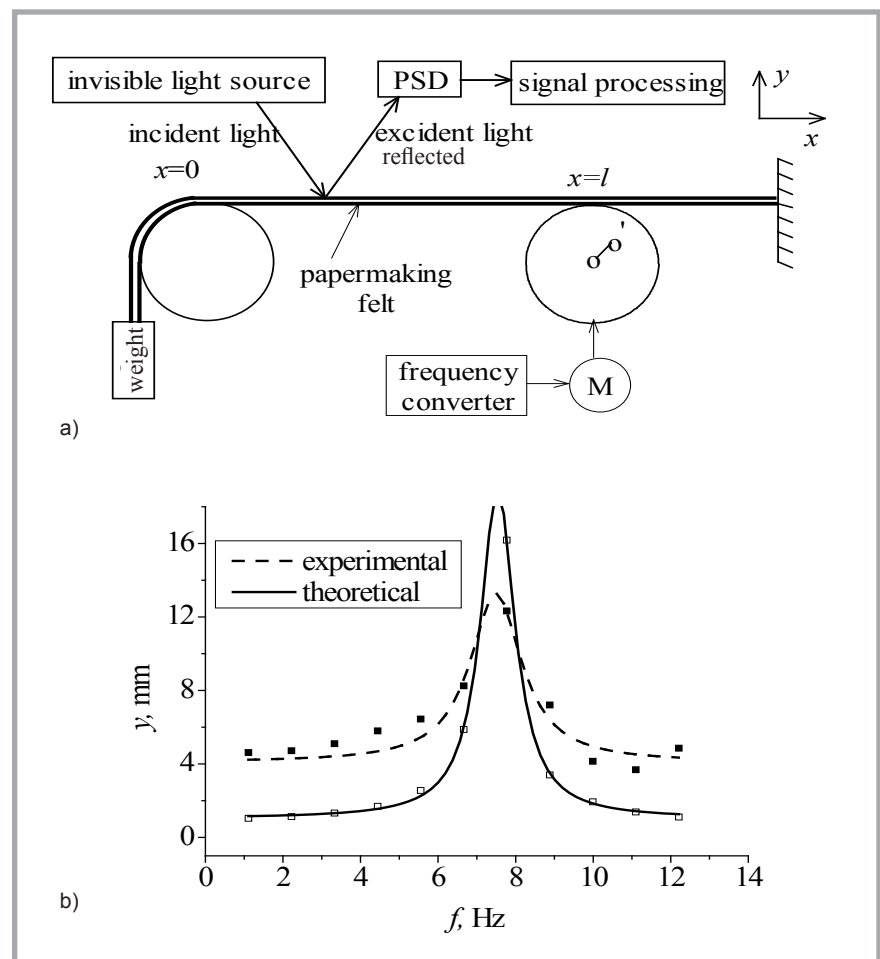 invisible light source
PSD
signal processing
y
x
incident light
excident light
reflected
x=0
x=l
o o'
papermaking
felt
weight
frequency
converter
M
a)
experimental
theoretical
16
12
8
4
0
y, mm
0 2 4 6 8 10 12 14
f, Hz
b)